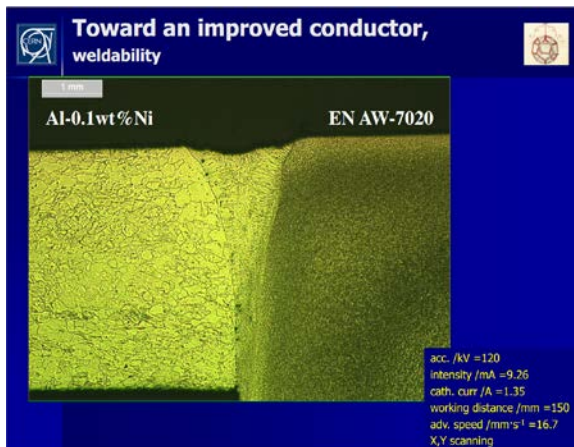 CERN
Toward an improved conductor,
weldability
1 mm
Al-0.1wt%Ni
EN AW-7020
acc. /kV =120
intensity /mA =9.26
cath. curr /A =1.35
working distance /mm =150
adv. speed /mm·s⁻¹ =16.7
X,Y scanning